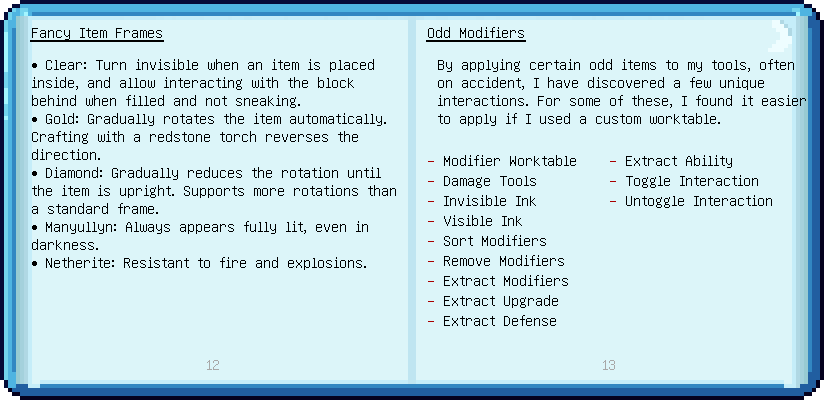 Fancy Item Frames
• Clear: Turn invisible when an item is placed
inside, and allow interacting with the block
behind when filled and not sneaking.
• Gold: Gradually rotates the item automatically.
Crafting with a redstone torch reverses the
direction.
• Diamond: Gradually reduces the rotation until
the item is upright. Supports more rotations than
a standard frame.
• Manyullyn: Always appears fully lit, even in
darkness.
• Netherite: Resistant to fire and explosions.
12
Odd Modifiers
By applying certain odd items to my tools, often
on accident, I have discovered a few unique
interactions. For some of these, I found it easier
to apply if I used a custom worktable.
- Modifier Worktable
- Damage Tools
- Invisible Ink
- Visible Ink
- Sort Modifiers
- Remove Modifiers
- Extract Modifiers
- Extract Upgrade
- Extract Defense
- Extract Ability
- Toggle Interaction
- Untoggle Interaction
13